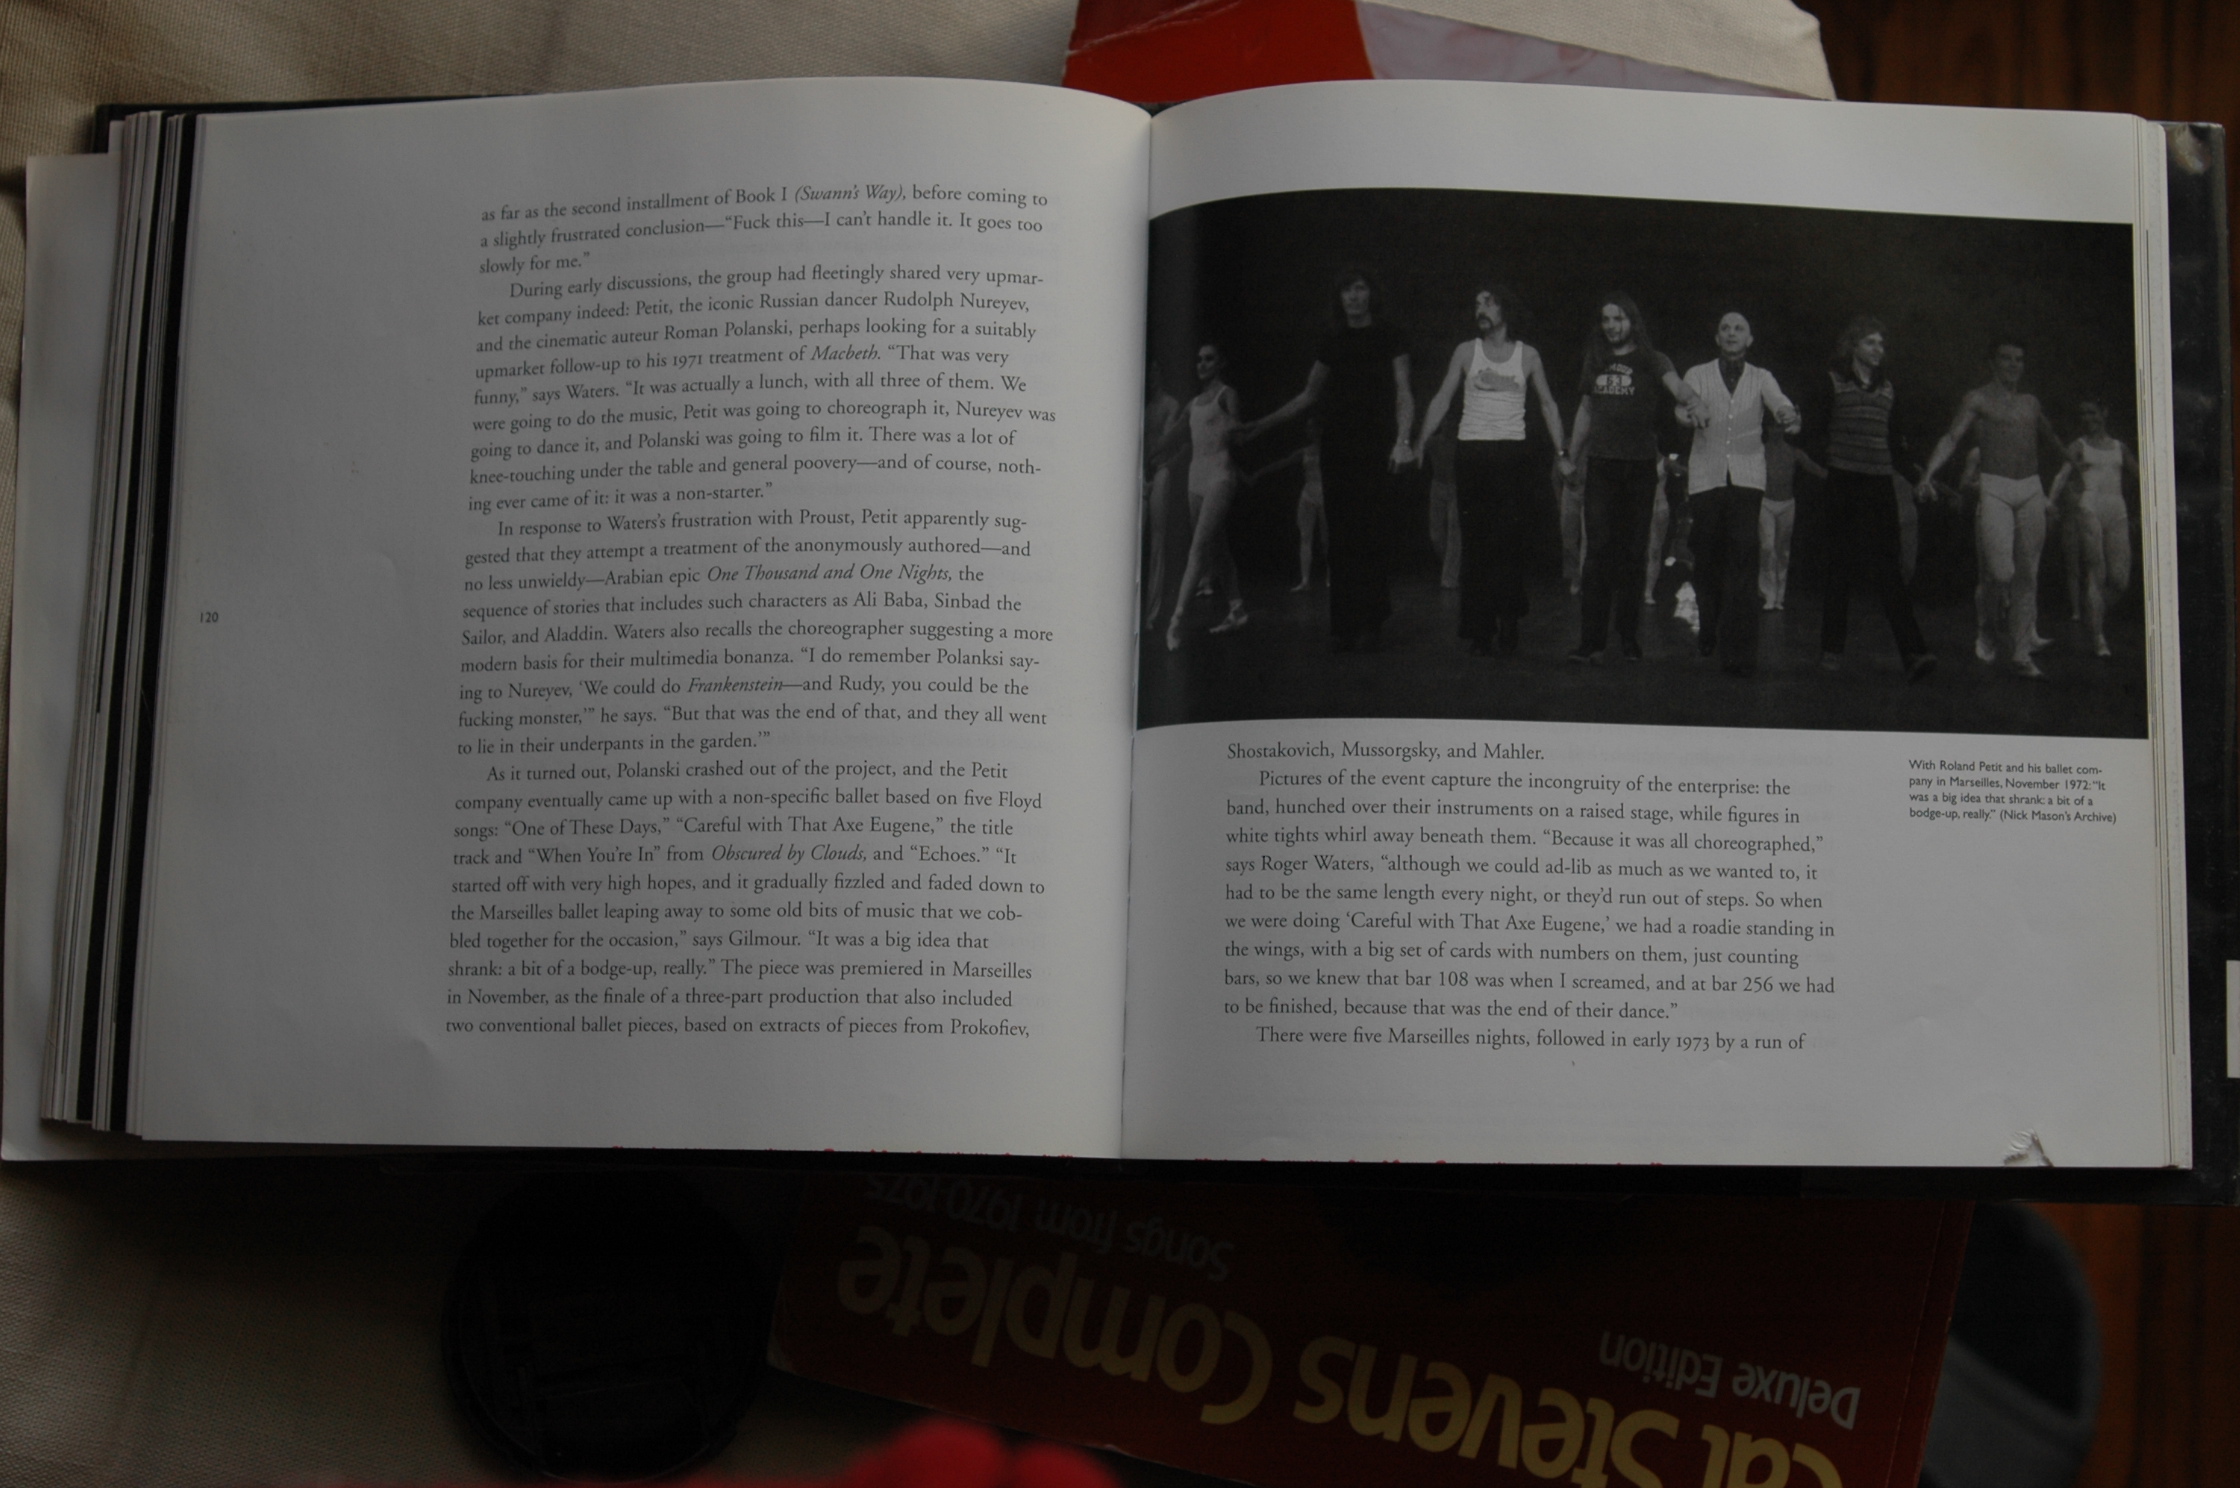 as far as the second installment of Book I (Swann's Way), before coming to
a slightly frustrated conclusion—“Fuck this—I can't handle it. It goes too
slowly for me.”
During early discussions, the group had fleetingly shared very upmar-
ket company indeed: Petit, the iconic Russian dancer Rudolph Nureyev,
and the cinematic auteur Roman Polanski, perhaps looking for a suitably
upmarket follow-up to his 1971 treatment of Macbeth. “That was very
funny,” says Waters. “It was actually a lunch, with all three of them. We
were going to do the music, Petit was going to choreograph it, Nureyev was
going to dance it, and Polanski was going to film it. There was a lot of
knee-touching under the table and general poovery—and of course, noth-
ing ever came of it: it was a non-starter.”
In response to Waters's frustration with Proust, Petit apparently sug-
gested that they attempt a treatment of the anonymously authored—and
no less unwieldy—Arabian epic One Thousand and One Nights, the
sequence of stories that includes such characters as Ali Baba, Sinbad the
Sailor, and Aladdin. Waters also recalls the choreographer suggesting a more
modern basis for their multimedia bonanza. “I do remember Polanksi say-
ing to Nureyev, ‘We could do Frankenstein—and Rudy, you could be the
fucking monster,’” he says. “But that was the end of that, and they all went
to lie in their underpants in the garden.’”
As it turned out, Polanski crashed out of the project, and the Petit
company eventually came up with a non-specific ballet based on five Floyd
songs: “One of These Days,” “Careful with That Axe Eugene,” the title
track and “When You're In” from Obscured by Clouds, and “Echoes.” “It
started off with very high hopes, and it gradually fizzled and faded down to
the Marseilles ballet leaping away to some old bits of music that we cob-
bled together for the occasion,” says Gilmour. “It was a big idea that
shrank: a bit of a bodge-up, really.” The piece was premiered in Marseilles
in November, as the finale of a three-part production that also included
two conventional ballet pieces, based on extracts of pieces from Prokofiev,
120
63
Shostakovich, Mussorgsky, and Mahler.
Pictures of the event capture the incongruity of the enterprise: the
band, hunched over their instruments on a raised stage, while figures in
white tights whirl away beneath them. “Because it was all choreographed,”
says Roger Waters, “although we could ad-lib as much as we wanted to, it
had to be the same length every night, or they'd run out of steps. So when
we were doing ‘Careful with That Axe Eugene,’ we had a roadie standing in
the wings, with a big set of cards with numbers on them, just counting
bars, so we knew that bar 108 was when I screamed, and at bar 256 we had
to be finished, because that was the end of their dance.”
There were five Marseilles nights, followed in early 1973 by a run of
With Roland Petit and his ballet com-
pany in Marseilles, November 1972: “It
was a big idea that shrank: a bit of a
bodge-up, really.” (Nick Mason's Archive)
Cat Stevens Complete
Songs from 1970-1975
Deluxe Edition